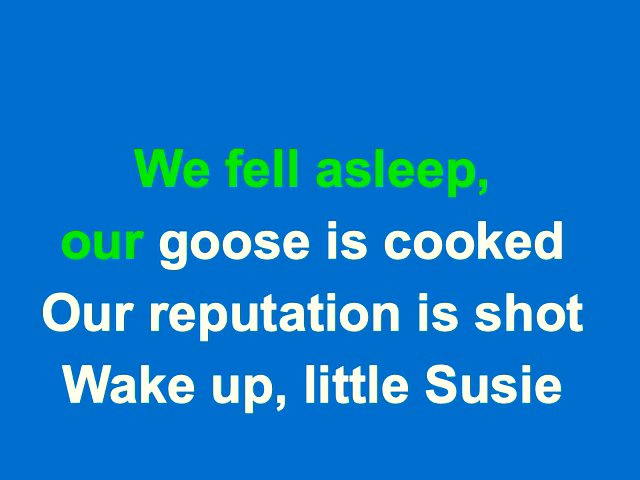 We fell asleep,
our goose is cooked
Our reputation is shot
Wake up, little Susie